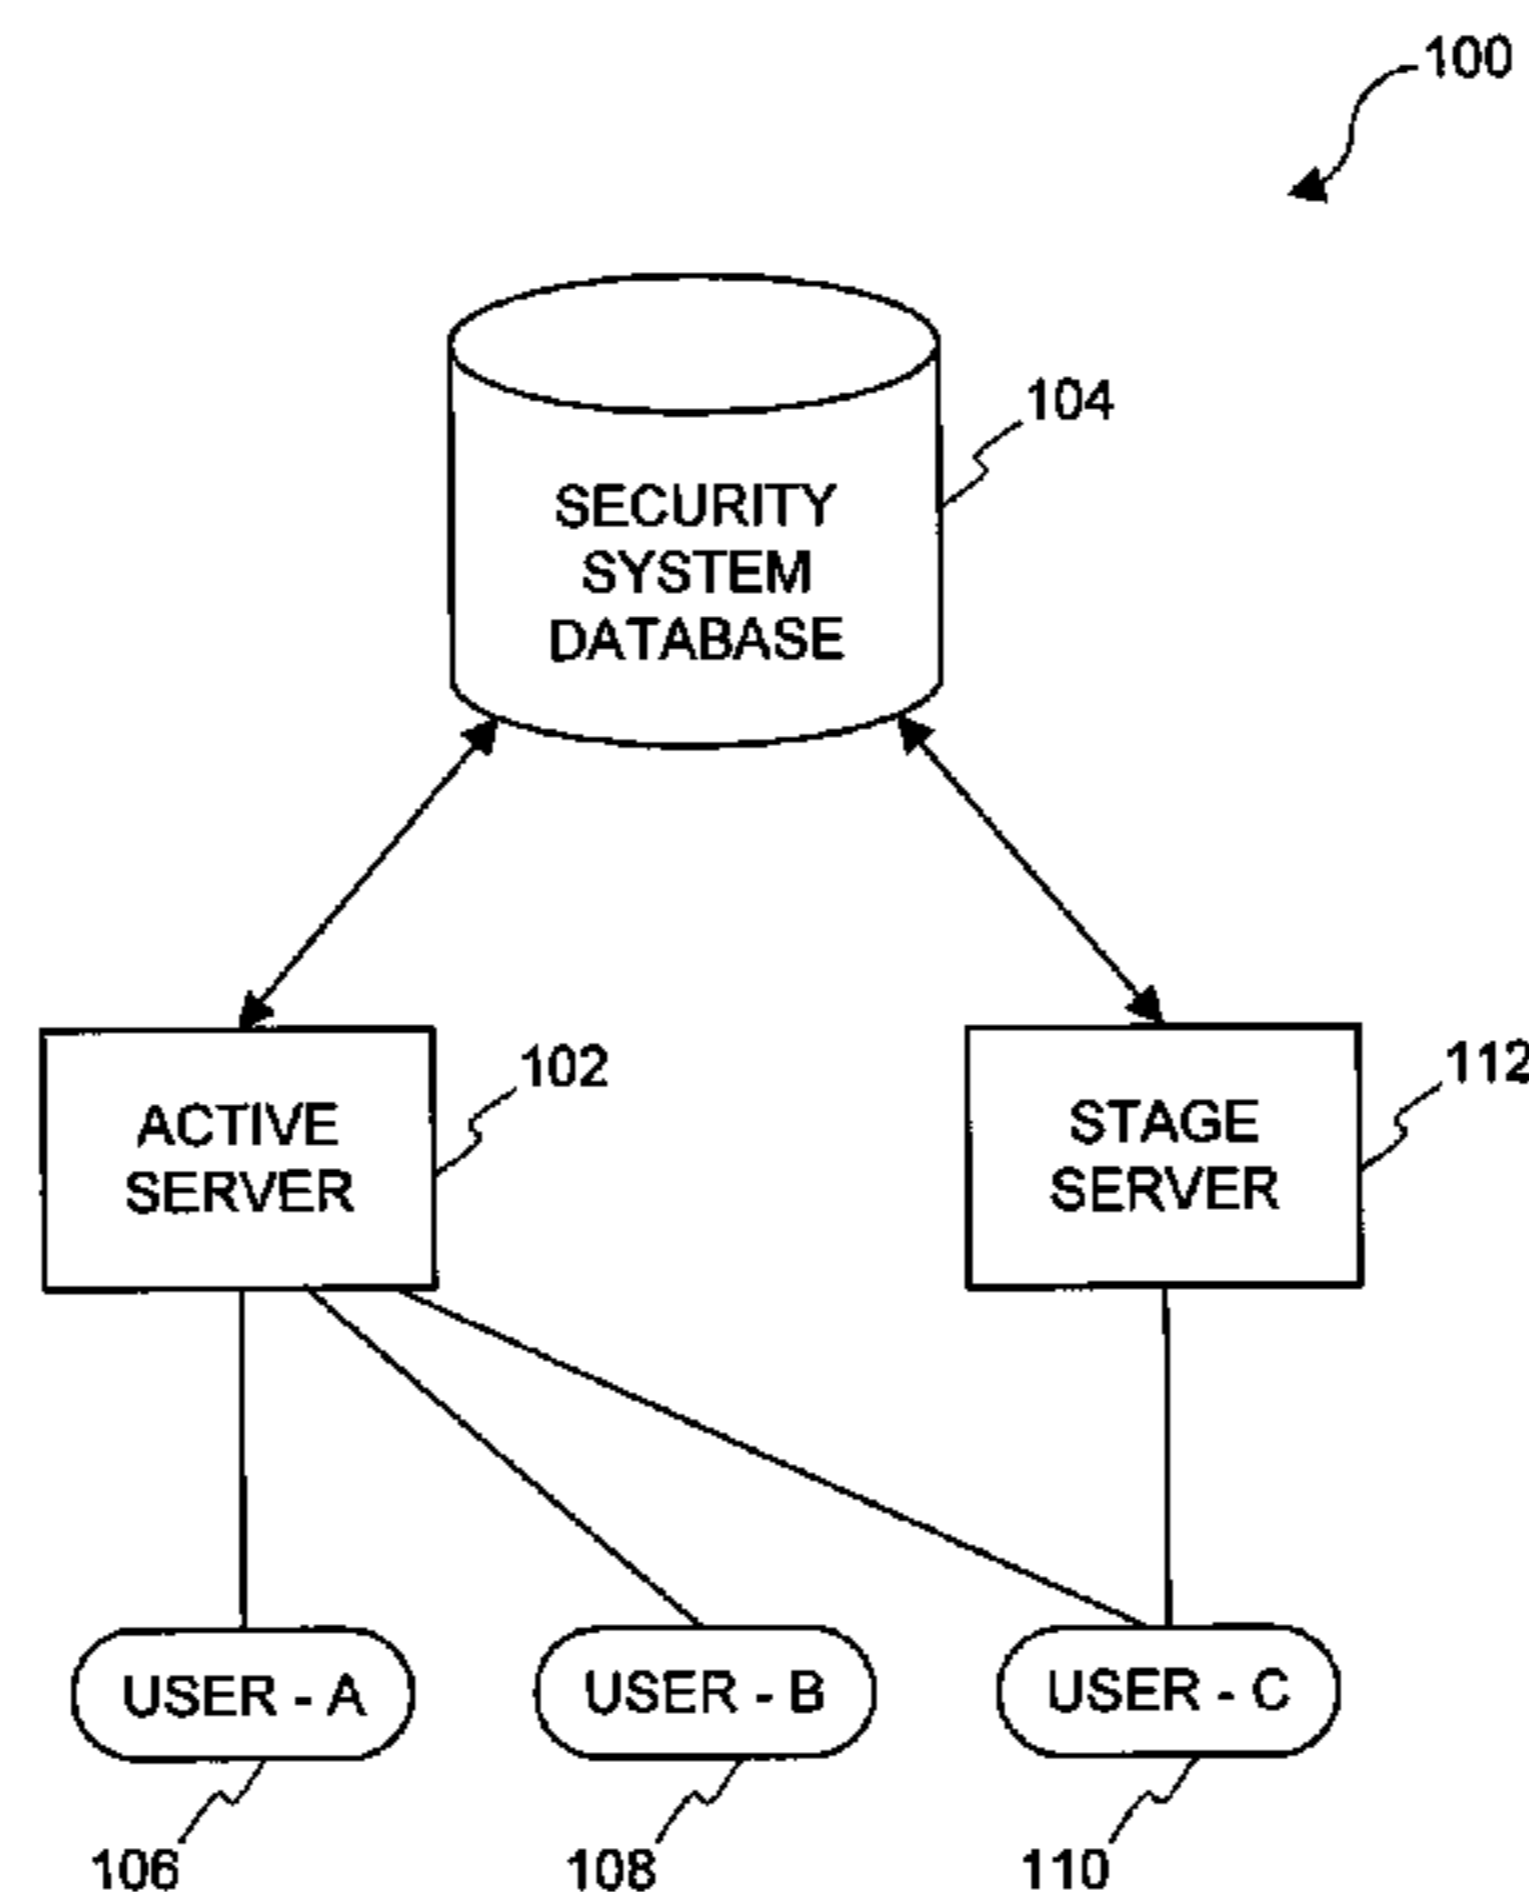 100
104
SECURITY
SYSTEM
DATABASE
102
112
ACTIVE
SERVER
STAGE
SERVER
USER - A
USER - B
USER - C
106
108
110